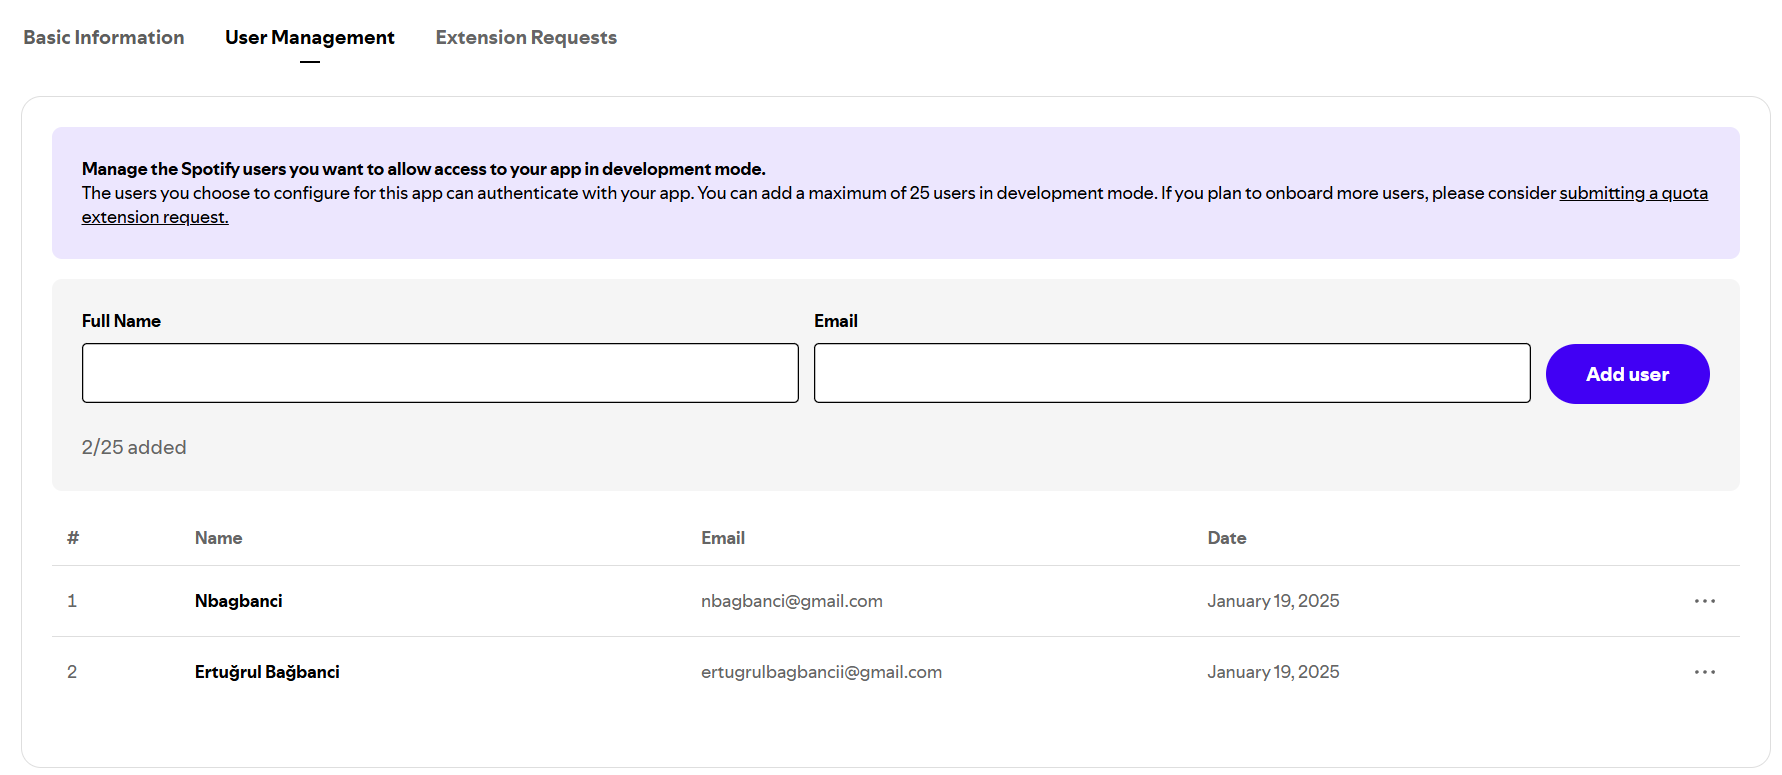 Basic Information User Management Extension Requests
Manage the Spotify users you want to allow access to your app in development mode.
The users you choose to configure for this app can authenticate with your app. You can add a maximum of 25 users in development mode. If you plan to onboard more users, please consider submitting a quota
extension request.
Full Name Email
Add user
2/25 added
# Name Email Date
1 Nbagbanci nbagbanci@gmail.com January 19, 2025
2 Ertuğrul Bağbanci ertugrulbagbancii@gmail.com January 19, 2025